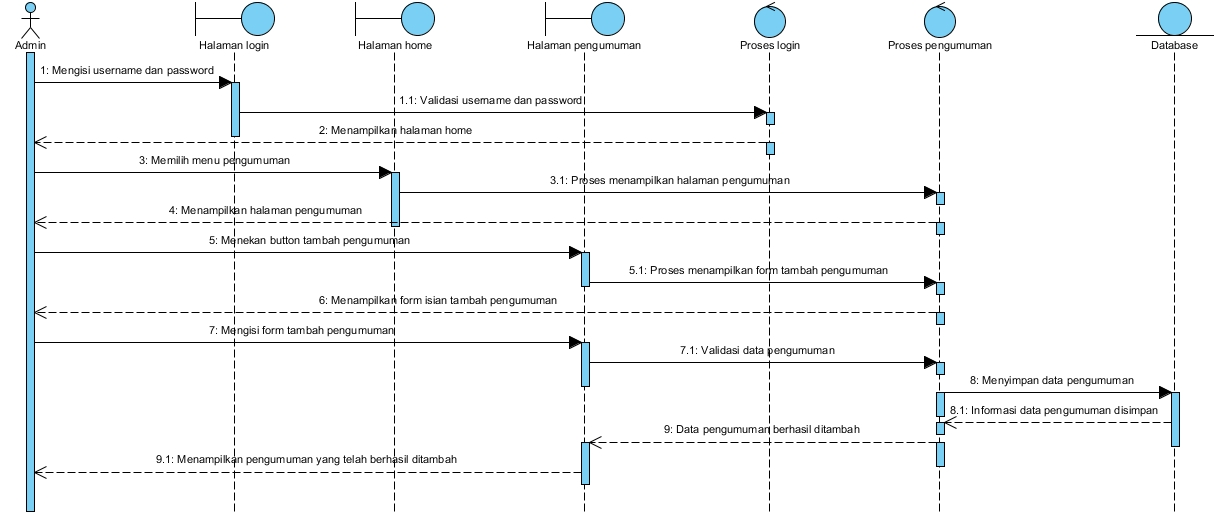 Admin
Halaman login
Halaman home
Halaman pengumuman
Proses login
Proses pengumuman
Database
1: Mengisi username dan password
1.1: Validasi username dan password
2: Menampilkan halaman home
3: Memilih menu pengumuman
3.1: Proses menampilkan halaman pengumuman
4: Menampilkan halaman pengumuman
5: Menekan button tambah pengumuman
5.1: Proses menampilkan form tambah pengumuman
6: Menampilkan form isian tambah pengumuman
7: Mengisi form tambah pengumuman
7.1: Validasi data pengumuman
8: Menyimpan data pengumuman
8.1: Informasi data pengumuman disimpan
9: Data pengumuman berhasil ditambah
9.1: Menampilkan pengumuman yang telah berhasil ditambah